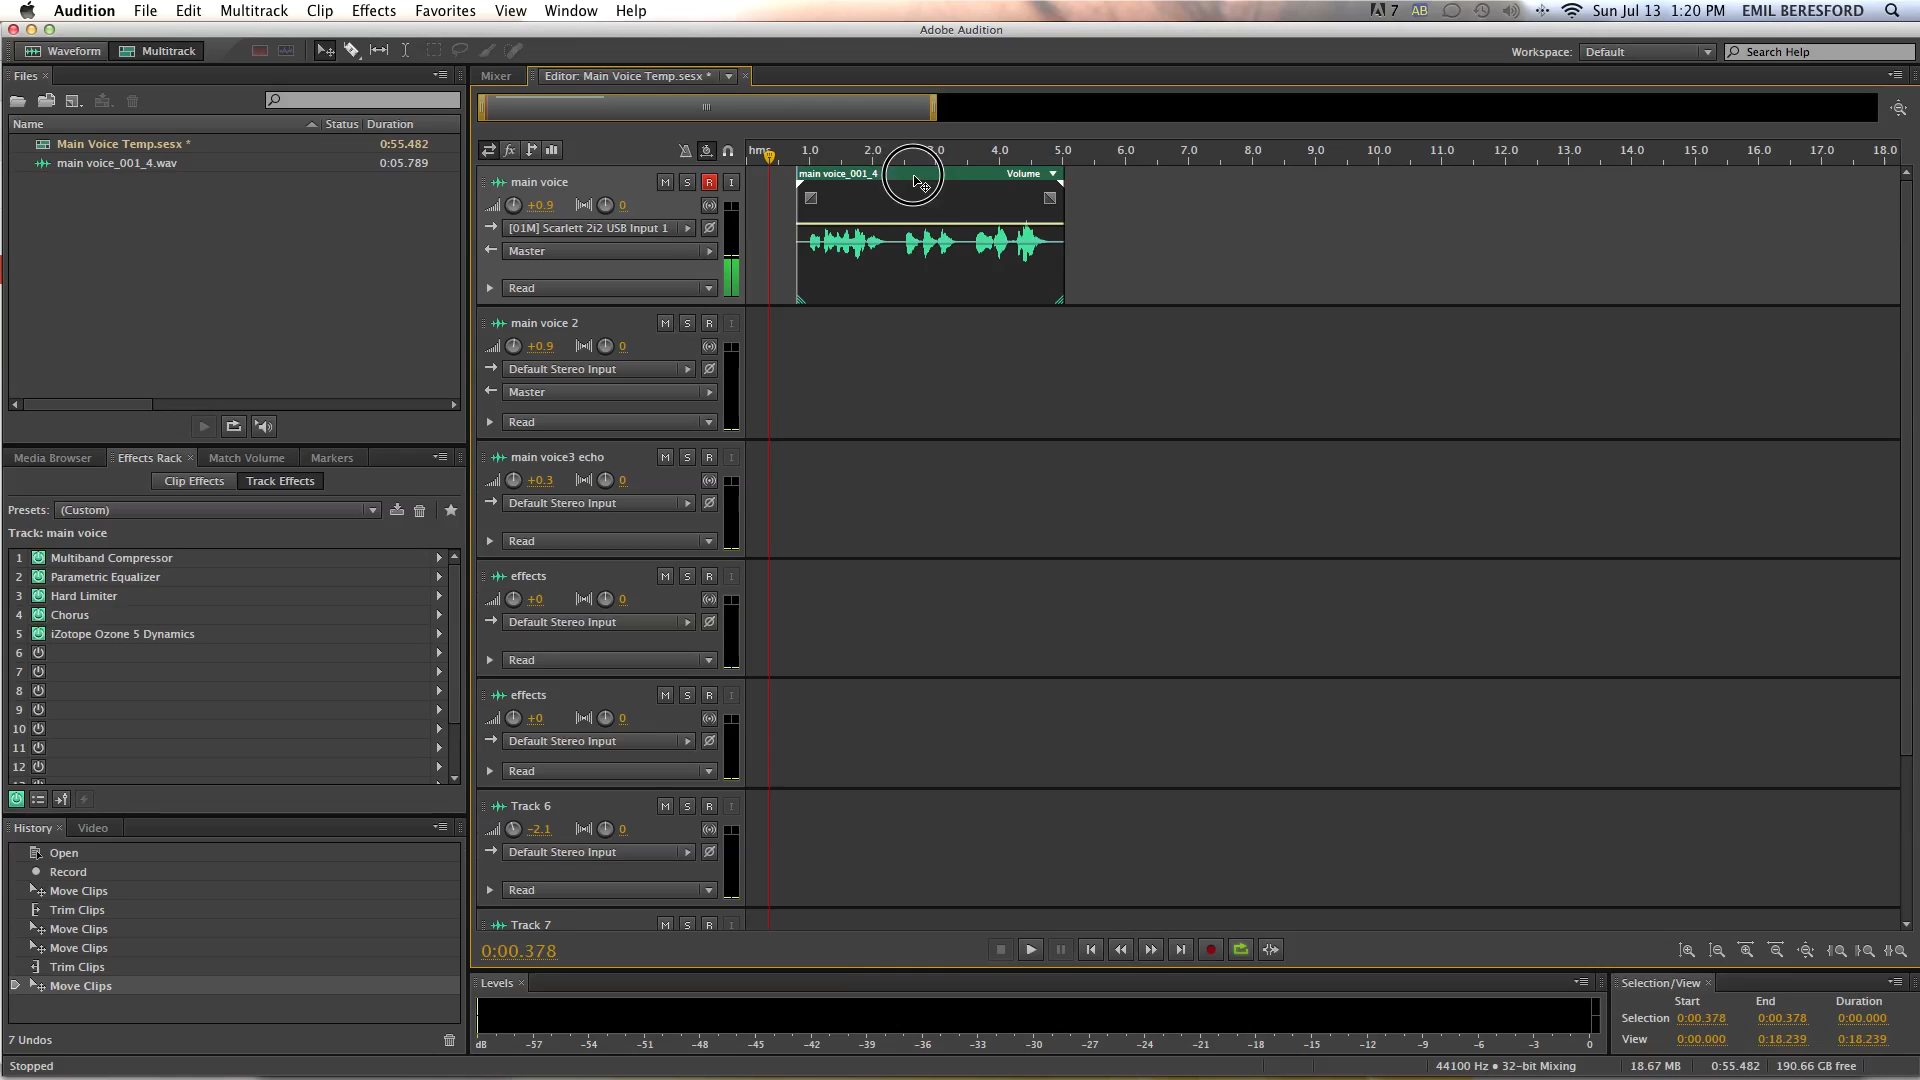 Audition File Edit Multitrack Clip Effects Favorites View Window Help 7 AB Sun Jul 13 1:20 PM EMIL BERESFORD
Adobe Audition
Waveform Multitrack Workspace: Default Search Help
Files Mixer Editor: Main Voice Temp.sesx *
Name Status Duration
Main Voice Temp.sesx * 0:55.482
main voice_001_4.wav 0:05.789
fx hms 1.0 2.0 3.0 4.0 5.0 6.0 7.0 8.0 9.0 10.0 11.0 12.0 13.0 14.0 15.0 16.0 17.0 18.0
main voice_001_4 Volume
main voice M S R I
+0.9 0
[01M] Scarlett 2i2 USB Input 1
Master
Read
main voice 2 M S R I
+0.9 0
Default Stereo Input
Master
Read
main voice3 echo M S R I
+0.3 0
Default Stereo Input
Read
effects M S R I
+0 0
Default Stereo Input
Read
effects M S R I
+0 0
Default Stereo Input
Read
Track 6 M S R I
-2.1 0
Default Stereo Input
Read
Track 7 M S R I
Media Browser Effects Rack Match Volume Markers
Clip Effects Track Effects
Presets: (Custom)
Track: main voice
1 Multiband Compressor
2 Parametric Equalizer
3 Hard Limiter
4 Chorus
5 iZotope Ozone 5 Dynamics
6
7
8
9
10
11
12
History Video
Open
Record
Move Clips
Trim Clips
Move Clips
Move Clips
Trim Clips
Move Clips
7 Undos
Stopped
0:00.378
Levels
dB -57 -54 -51 -48 -45 -42 -39 -36 -33 -30 -27 -24 -21 -18 -15 -12 -9 -6 -3 0
Selection/View
Start End Duration
Selection 0:00.378 0:00.378 0:00.000
View 0:00.000 0:18.239 0:18.239
44100 Hz ● 32-bit Mixing 18.67 MB 0:55.482 190.66 GB free